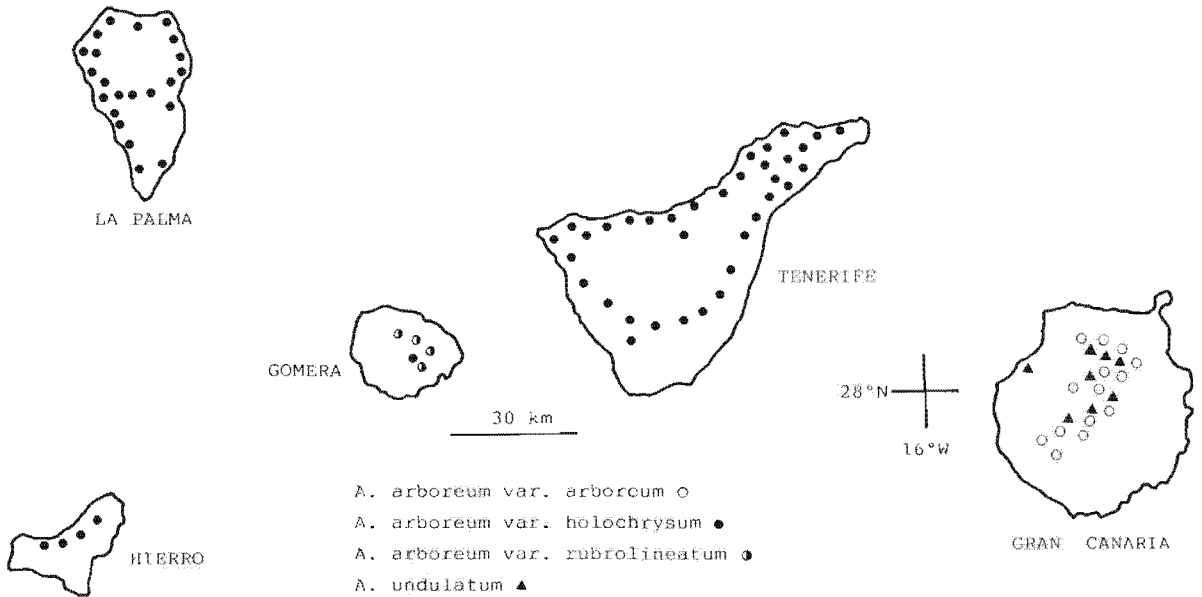 LA PALMA
TENERIFE
GOMERA
30 km
28°N
16°W
A. arboreum var. arborcum
A. arboreum var. holochrysum
A. arboreum var. rubrolineatum
A. undulatum
HIERRO
GRAN CANARIA